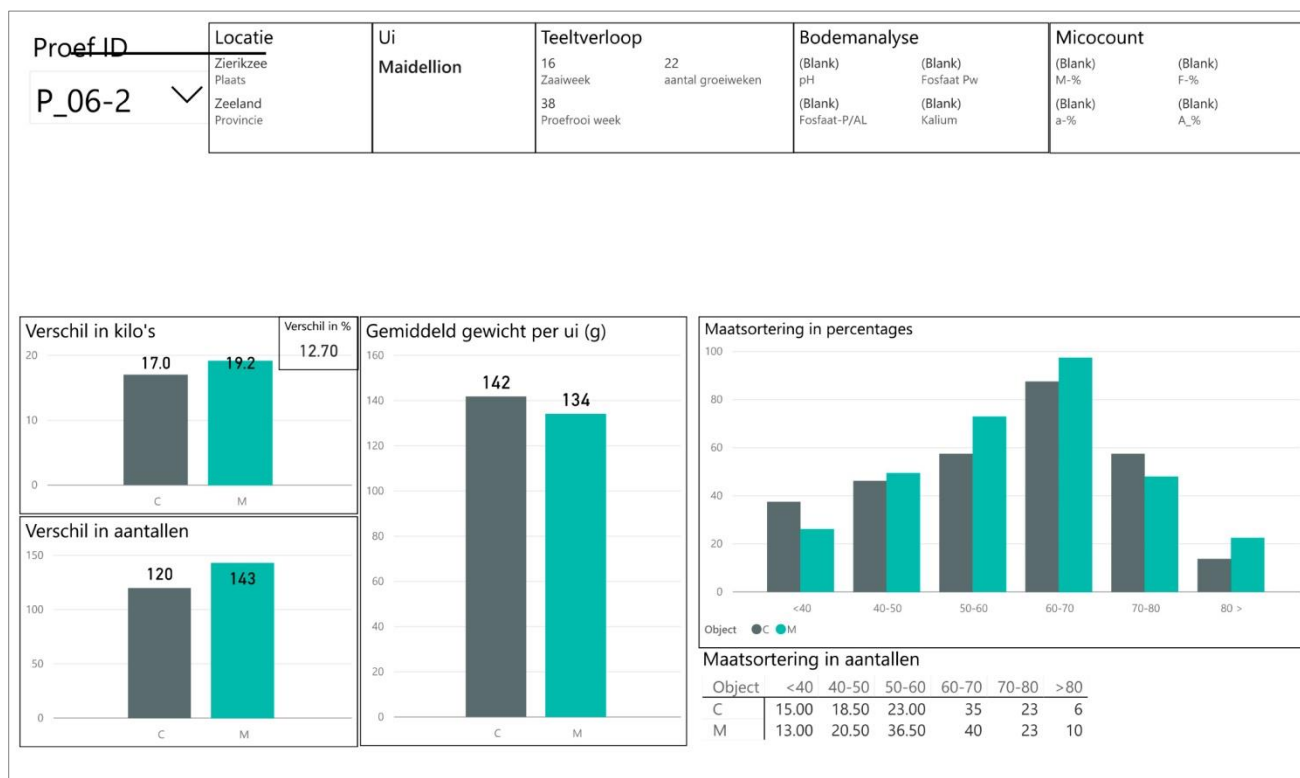 Proef ID
P_06-2
Locatie
Zierikzee
Plaats
Zeeland
Provincie
Ui
Maidellion
Teeltverloop
16 22
Zaaiweek aantal groeiweken
38
Proefrooi week
Bodemanalyse
(Blank) (Blank)
pH Fosfaat Pw
(Blank) (Blank)
Fosfaat-P/AL Kalium
Micocount
(Blank) (Blank)
M-% F-%
(Blank) (Blank)
a-% A_%
Verschil in kilo's
Verschil in %
12.70
20
17.0 19.2
10
0
C M
Verschil in aantallen
150
120 143
100
50
0
C M
Gemiddeld gewicht per ui (g)
160
142
134
140
120
100
80
60
40
20
0
C M
Maatsortering in percentages
100
80
60
40
20
0
<40 40-50 50-60 60-70 70-80 80 >
Object C M
Maatsortering in aantallen
Object <40 40-50 50-60 60-70 70-80 >80
C 15.00 18.50 23.00 35 23 6
M 13.00 20.50 36.50 40 23 10